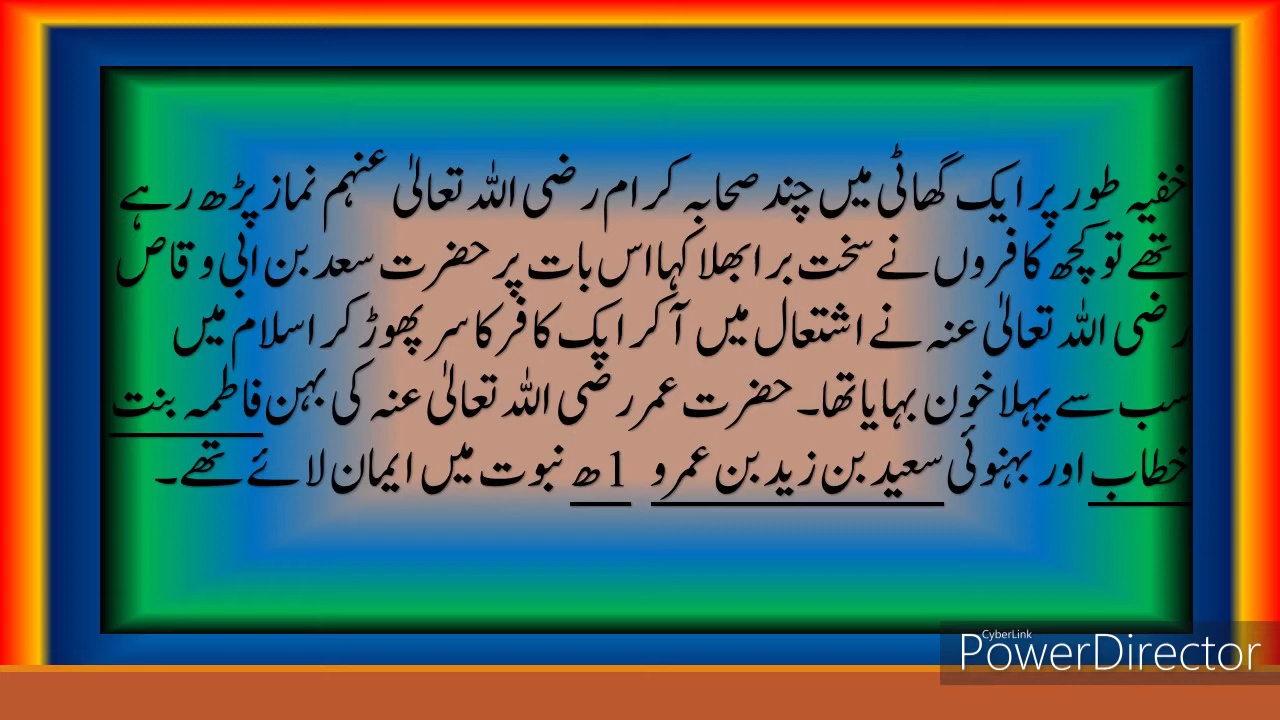 خفیہ طور پر ایک گھاٹی میں چند صحابہ کرام رضی اللہ تعالیٰ عنہم نماز پڑھ رہے
تھے تو کچھ کافروں نے سخت برا بھلا کہا اس بات پر حضرت سعد بن ابی وقاص
رضی اللہ تعالیٰ عنہ نے اشتعال میں آکر ایک کافر کا سر پھوڑ کر اسلام میں
سب سے پہلا خون بہایا تھا۔ حضرت عمر رضی اللہ تعالیٰ عنہ کی بہن فاطمہ بنت
خطاب اور بہنوئی سعید بن زید بن عمرو 1ھ نبوت میں ایمان لائے تھے۔
CyberLink
PowerDirector